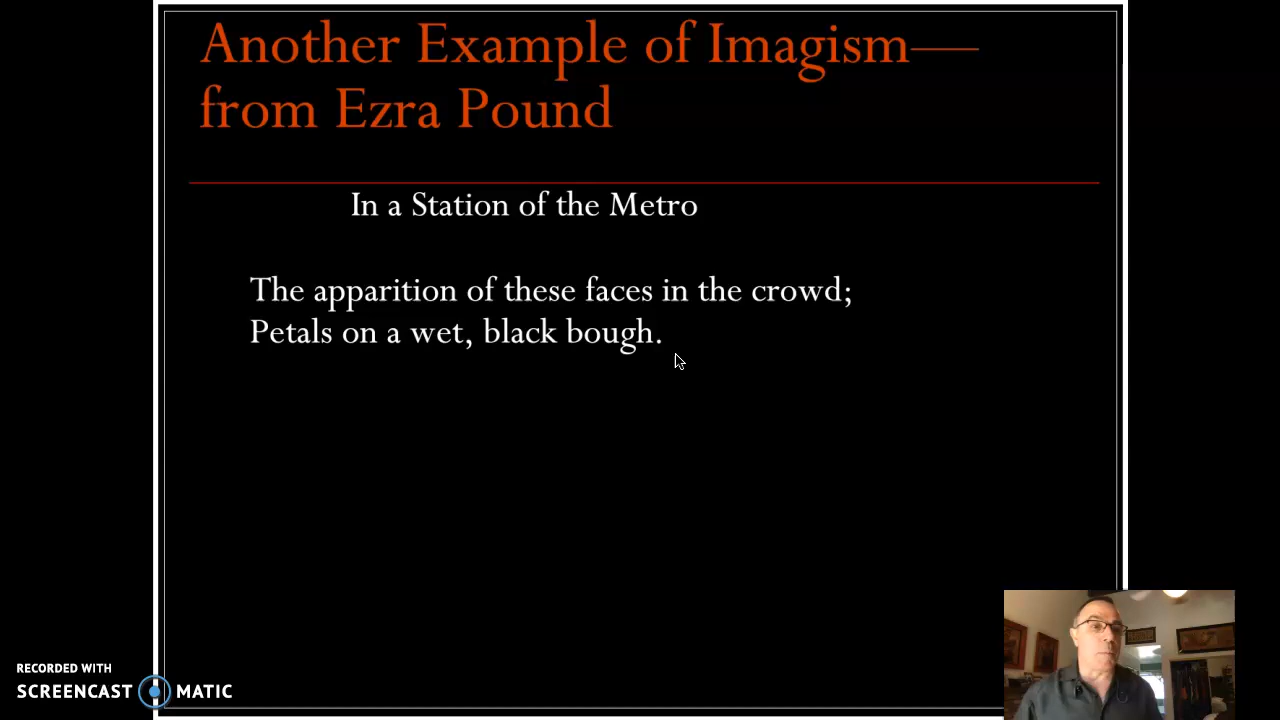 Another Example of Imagism—
from Ezra Pound
In a Station of the Metro
The apparition of these faces in the crowd;
Petals on a wet, black bough.
RECORDED WITH
SCREENCAST MATIC